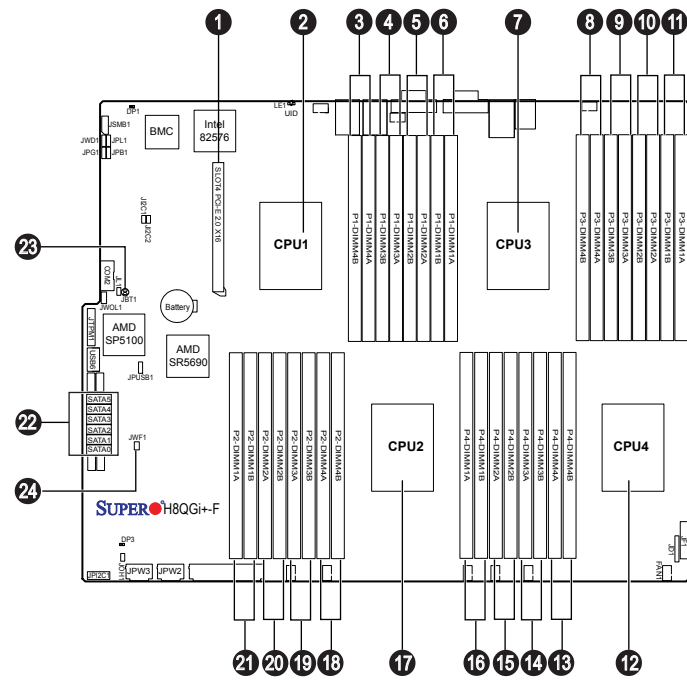 1 2 3 4 5 6 7 8 9 10 11
DP1
LE1
UID
JSMB1
BMC
Intel
82576
JWD1 JPL1
JPG1 JPB1
SLOT4 PCI-E 2.0 X16
JI2C1
JI2C2
CPU1
P1-DIMM4B
P1-DIMM4A
P1-DIMM3B
P1-DIMM3A
P1-DIMM2B
P1-DIMM2A
P1-DIMM1B
P1-DIMM1A
CPU3
P3-DIMM4B
P3-DIMM4A
P3-DIMM3B
P3-DIMM3A
P3-DIMM2B
P3-DIMM2A
P3-DIMM1B
P3-DIMM1A
23
COM2
JL1
JBT1
JWOL1
Battery
JTPM1
AMD
SP5100
AMD
SR5690
USB6
JPUSB1
22
SATA5
SATA4
SATA3
SATA2
SATA1
SATA0
JWF1
24
SUPER H8QGi+-F
P2-DIMM1A
P2-DIMM1B
P2-DIMM2A
P2-DIMM2B
P2-DIMM3A
P2-DIMM3B
P2-DIMM4A
P2-DIMM4B
CPU2
P4-DIMM1A
P4-DIMM1B
P4-DIMM2A
P4-DIMM2B
P4-DIMM3A
P4-DIMM3B
P4-DIMM4A
P4-DIMM4B
CPU4
DP3
JOH1
JPI2C1
JPW3
JPW2
JD1
JF1
FAN1
21 20 19 18 17 16 15 14 13 12